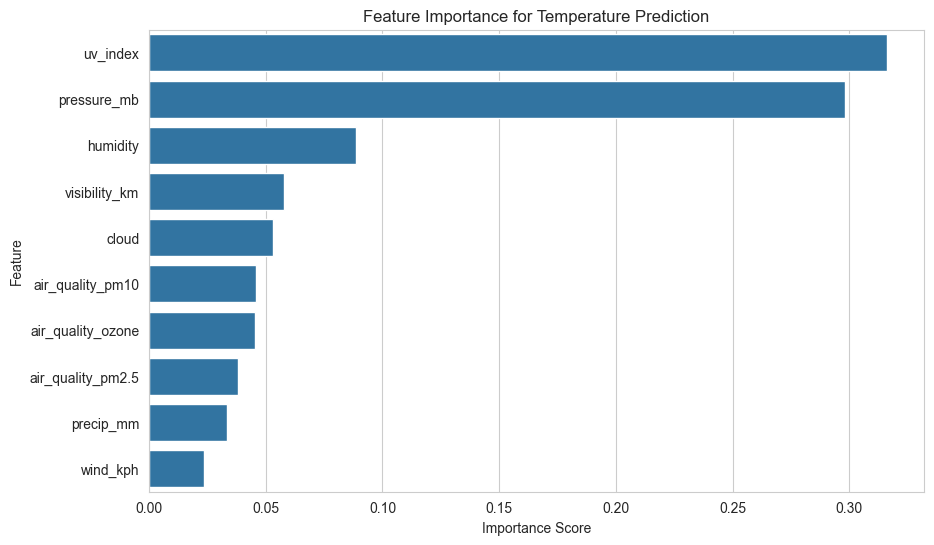 Feature Importance for Temperature Prediction
uv_index
pressure_mb
humidity
visibility_km
cloud
air_quality_pm10
air_quality_ozone
air_quality_pm2.5
precip_mm
wind_kph
Feature
0.00 0.05 0.10 0.15 0.20 0.25 0.30
Importance Score